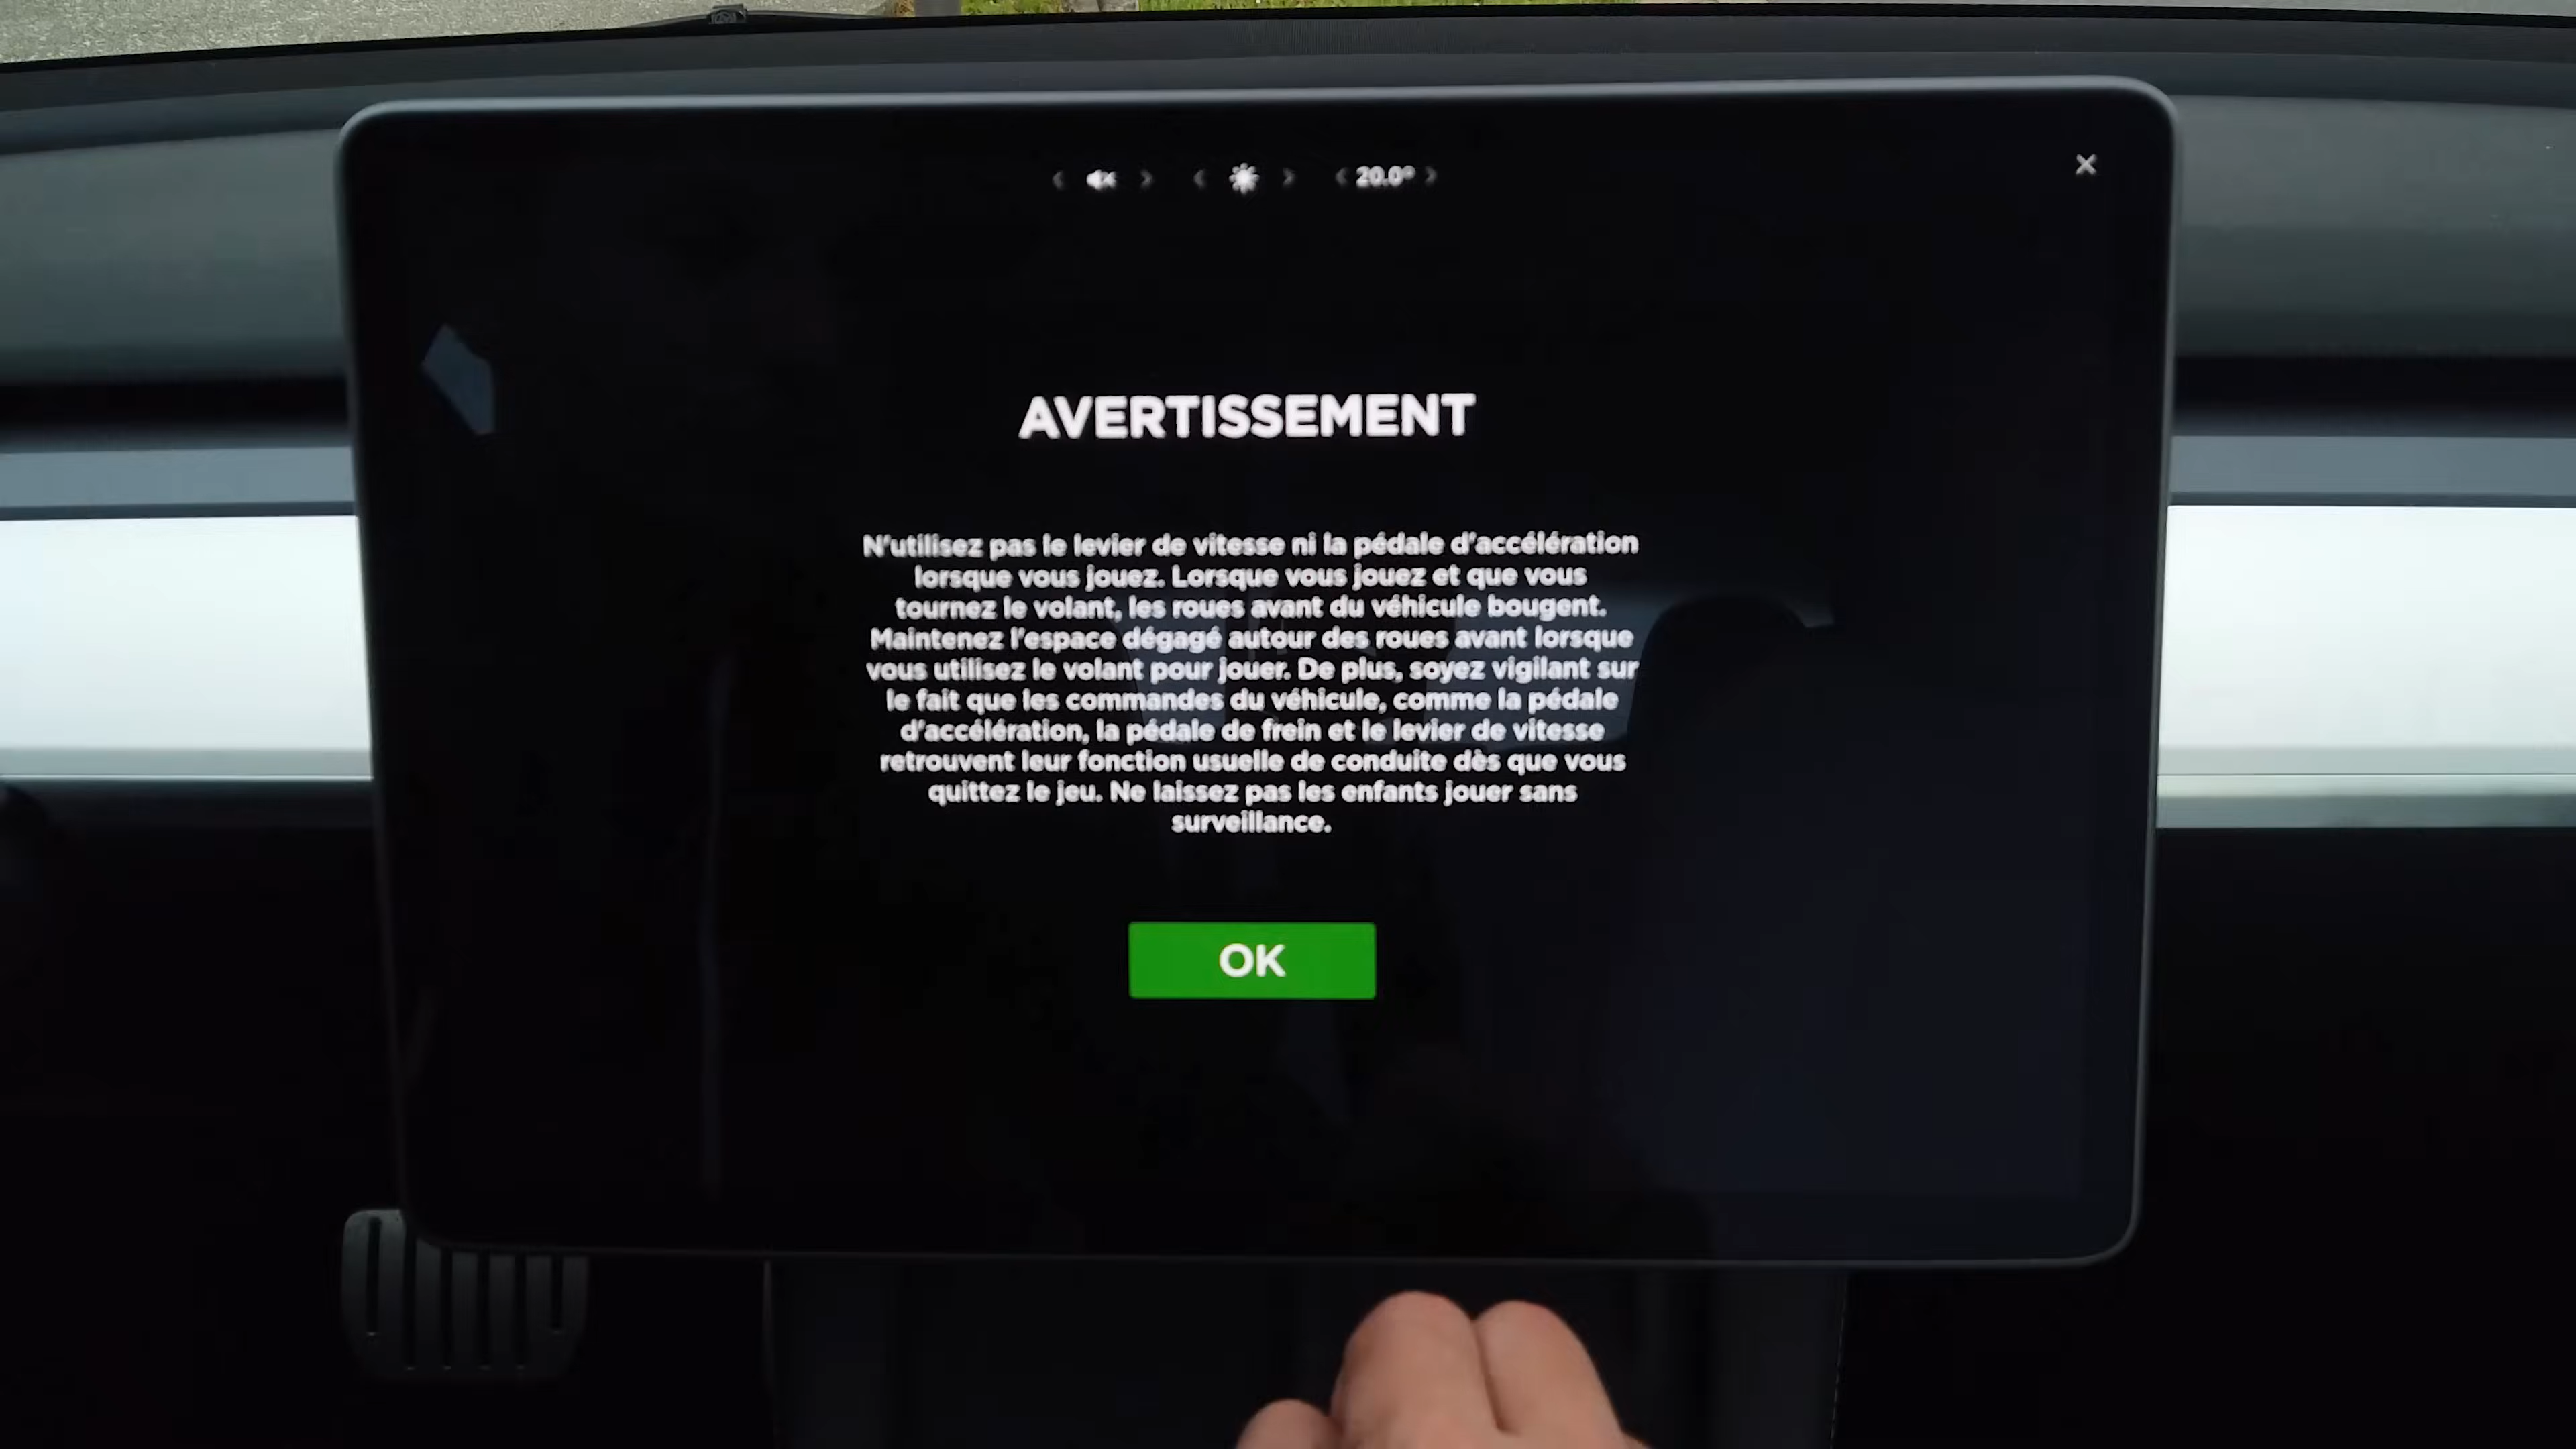 20.0°
AVERTISSEMENT
N'utilisez pas le levier de vitesse ni la pédale d'accélération
lorsque vous jouez. Lorsque vous jouez et que vous
tournez le volant, les roues avant du véhicule bougent.
Maintenez l'espace dégagé autour des roues avant lorsque
vous utilisez le volant pour jouer. De plus, soyez vigilant sur
le fait que les commandes du véhicule, comme la pédale
d'accélération, la pédale de frein et le levier de vitesse
retrouvent leur fonction usuelle de conduite dès que vous
quittez le jeu. Ne laissez pas les enfants jouer sans
surveillance.
OK